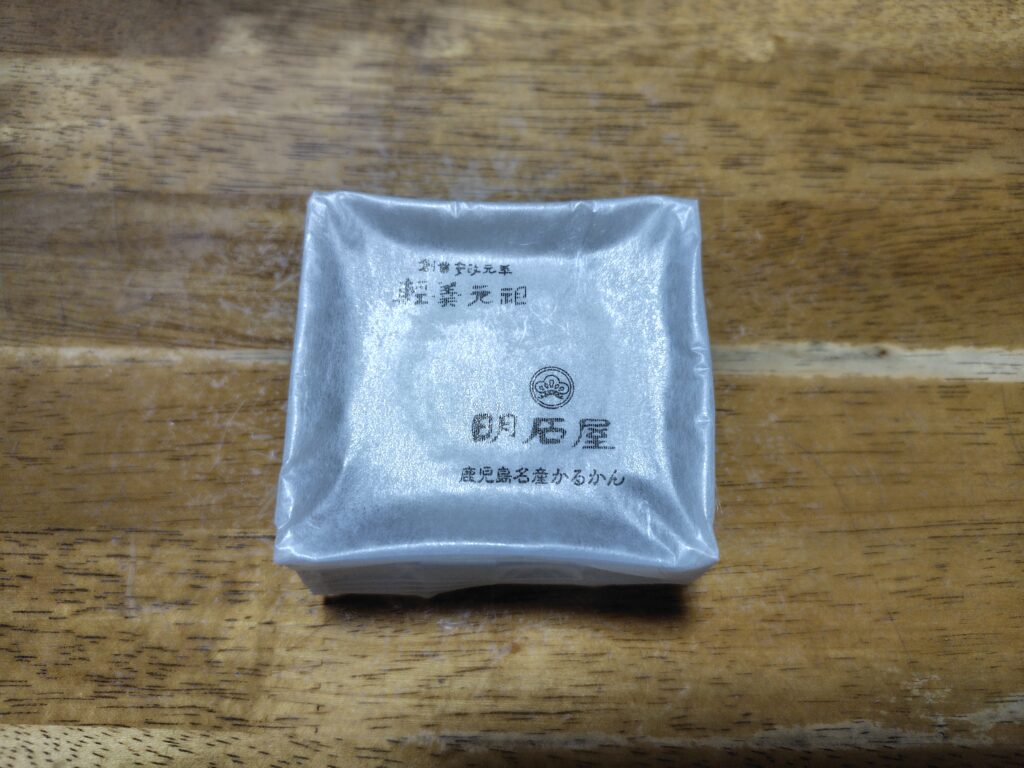 創業安政元年
軽羹元祖
明石屋
鹿児島名産かるかん